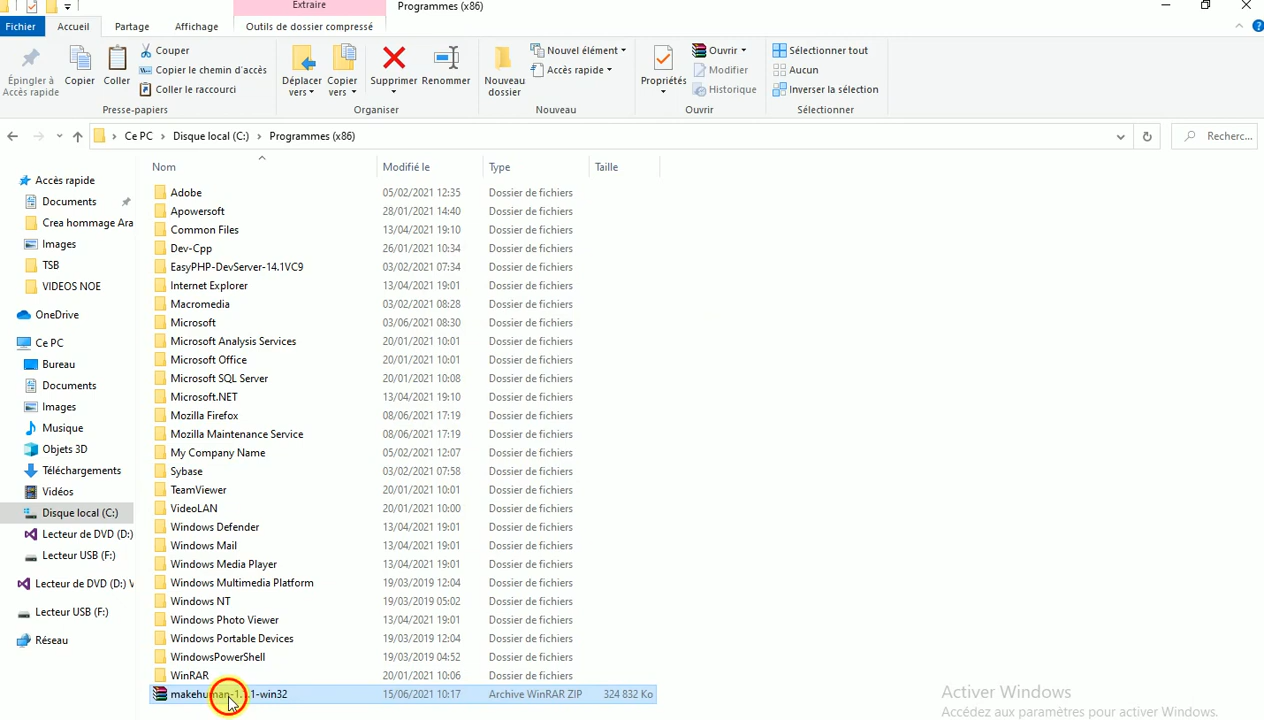 Extraire
Programmes (x86)
Fichier
Accueil
Partage
Affichage
Outils de dossier compressé
Épingler à
Accès rapide
Copier
Coller
Couper
Copier le chemin d'accès
Coller le raccourci
Presse-papiers
Déplacer
vers
Copier
vers
Supprimer
Renommer
Organiser
Nouveau
dossier
Nouvel élément
Accès rapide
Nouveau
Propriétés
Ouvrir
Modifier
Historique
Ouvrir
Sélectionner tout
Aucun
Inverser la sélection
Sélectionner
Ce PC > Disque local (C:) > Programmes (x86)
Recherc...
Accès rapide
Documents
Crea hommage Ara
Images
TSB
VIDEOS NOE
OneDrive
Ce PC
Bureau
Documents
Images
Musique
Objets 3D
Téléchargements
Vidéos
Disque local (C:)
Lecteur de DVD (D:)
Lecteur USB (F:)
Lecteur de DVD (D:) V
Lecteur USB (F:)
Réseau
Nom Modifié le Type Taille
Adobe 05/02/2021 12:35 Dossier de fichiers
Apowersoft 28/01/2021 14:40 Dossier de fichiers
Common Files 13/04/2021 19:10 Dossier de fichiers
Dev-Cpp 26/01/2021 10:34 Dossier de fichiers
EasyPHP-DevServer-14.1VC9 03/02/2021 07:34 Dossier de fichiers
Internet Explorer 13/04/2021 19:01 Dossier de fichiers
Macromedia 03/02/2021 08:28 Dossier de fichiers
Microsoft 03/06/2021 08:30 Dossier de fichiers
Microsoft Analysis Services 20/01/2021 10:01 Dossier de fichiers
Microsoft Office 20/01/2021 10:01 Dossier de fichiers
Microsoft SQL Server 20/01/2021 10:08 Dossier de fichiers
Microsoft.NET 13/04/2021 19:10 Dossier de fichiers
Mozilla Firefox 08/06/2021 17:19 Dossier de fichiers
Mozilla Maintenance Service 08/06/2021 17:19 Dossier de fichiers
My Company Name 05/02/2021 12:07 Dossier de fichiers
Sybase 03/02/2021 07:58 Dossier de fichiers
TeamViewer 20/01/2021 10:01 Dossier de fichiers
VideoLAN 20/01/2021 10:00 Dossier de fichiers
Windows Defender 13/04/2021 19:01 Dossier de fichiers
Windows Mail 13/04/2021 19:01 Dossier de fichiers
Windows Media Player 13/04/2021 19:01 Dossier de fichiers
Windows Multimedia Platform 19/03/2019 12:04 Dossier de fichiers
Windows NT 19/03/2019 05:02 Dossier de fichiers
Windows Photo Viewer 13/04/2021 19:01 Dossier de fichiers
Windows Portable Devices 19/03/2019 12:04 Dossier de fichiers
WindowsPowerShell 19/03/2019 04:52 Dossier de fichiers
WinRAR 20/01/2021 10:06 Dossier de fichiers
15/06/2021 10:17 Archive WinRAR ZIP 324 832 Ko
Activer Windows
Accédez aux paramètres pour activer Windows.